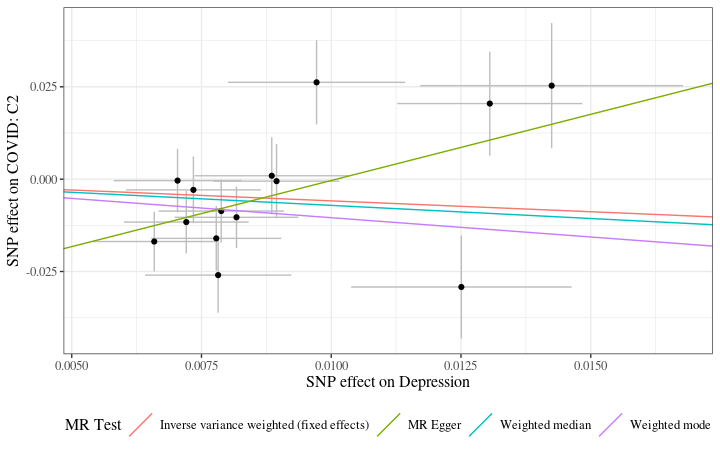 SNP effect on COVID: C2
0.025
0.000
-0.025
0.0050 0.0075 0.0100 0.0125 0.0150
SNP effect on Depression
MR Test Inverse variance weighted (fixed effects) MR Egger Weighted median Weighted mode